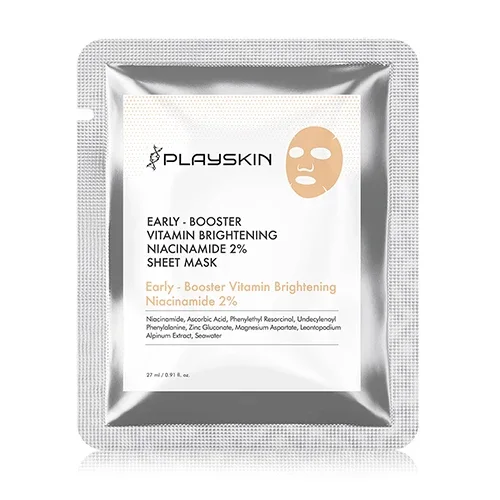 PLAYSKIN
EARLY - BOOSTER
VITAMIN BRIGHTENING
NIACINAMIDE 2%
SHEET MASK
Early - Booster Vitamin Brightening
Niacinamide 2%
Niacinamide, Ascorbic Acid, Phenylethyl Resorcinol, Undecylenoyl
Phenylalanine, Zinc Gluconate, Magnesium Aspartate, Leontopodium
Alpinum Extract, Seawater
27 ml / 0.91 fl. oz.